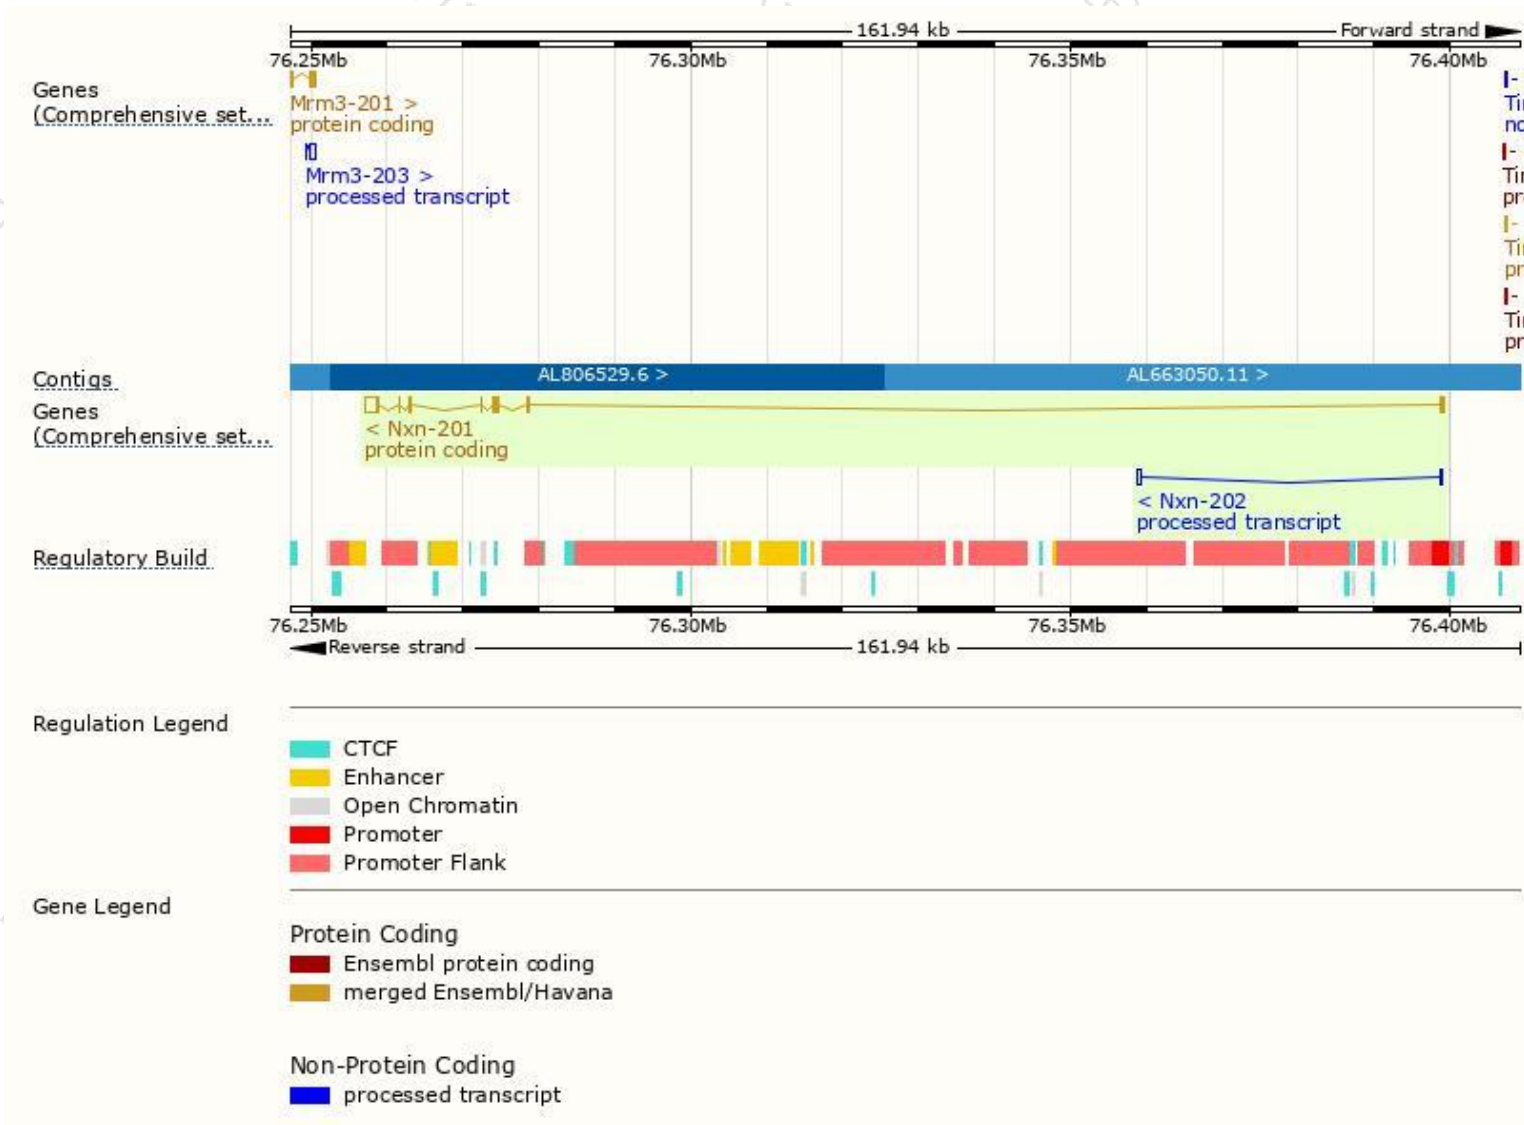 161.94 kb
Forward strand
76.25Mb 76.30Mb 76.35Mb 76.40Mb
Genes
(Comprehensive set...
Mrm3-201 >
protein coding
Mrm3-203 >
processed transcript
Contigs
AL806529.6 >
AL663050.11 >
Genes
(Comprehensive set...
< Nxn-201
protein coding
< Nxn-202
processed transcript
Regulatory Build
76.25Mb 76.30Mb 76.35Mb 76.40Mb
Reverse strand
161.94 kb
Regulation Legend
CTCF
Enhancer
Open Chromatin
Promoter
Promoter Flank
Gene Legend
Protein Coding
Ensembl protein coding
merged Ensembl/Havana
Non-Protein Coding
processed transcript